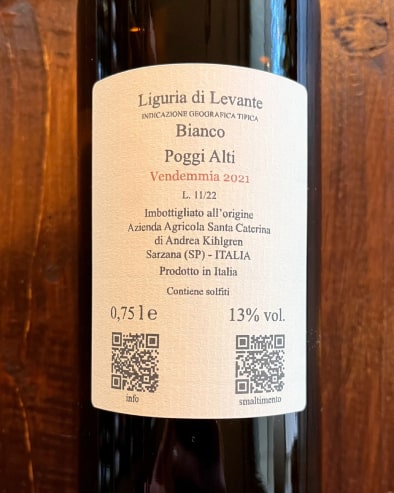 Liguria di Levante
INDICAZIONE GEOGRAFICA TIPICA
Bianco
Poggi Alti
Vendemmia 2021
L. 11/22
Imbottigliato all'origine
Azienda Agricola Santa Caterina
di Andrea Kihlgren
Sarzana (SP) - ITALIA
Prodotto in Italia
Contiene solfiti
0,75 l e 13% vol.
info smaltimento